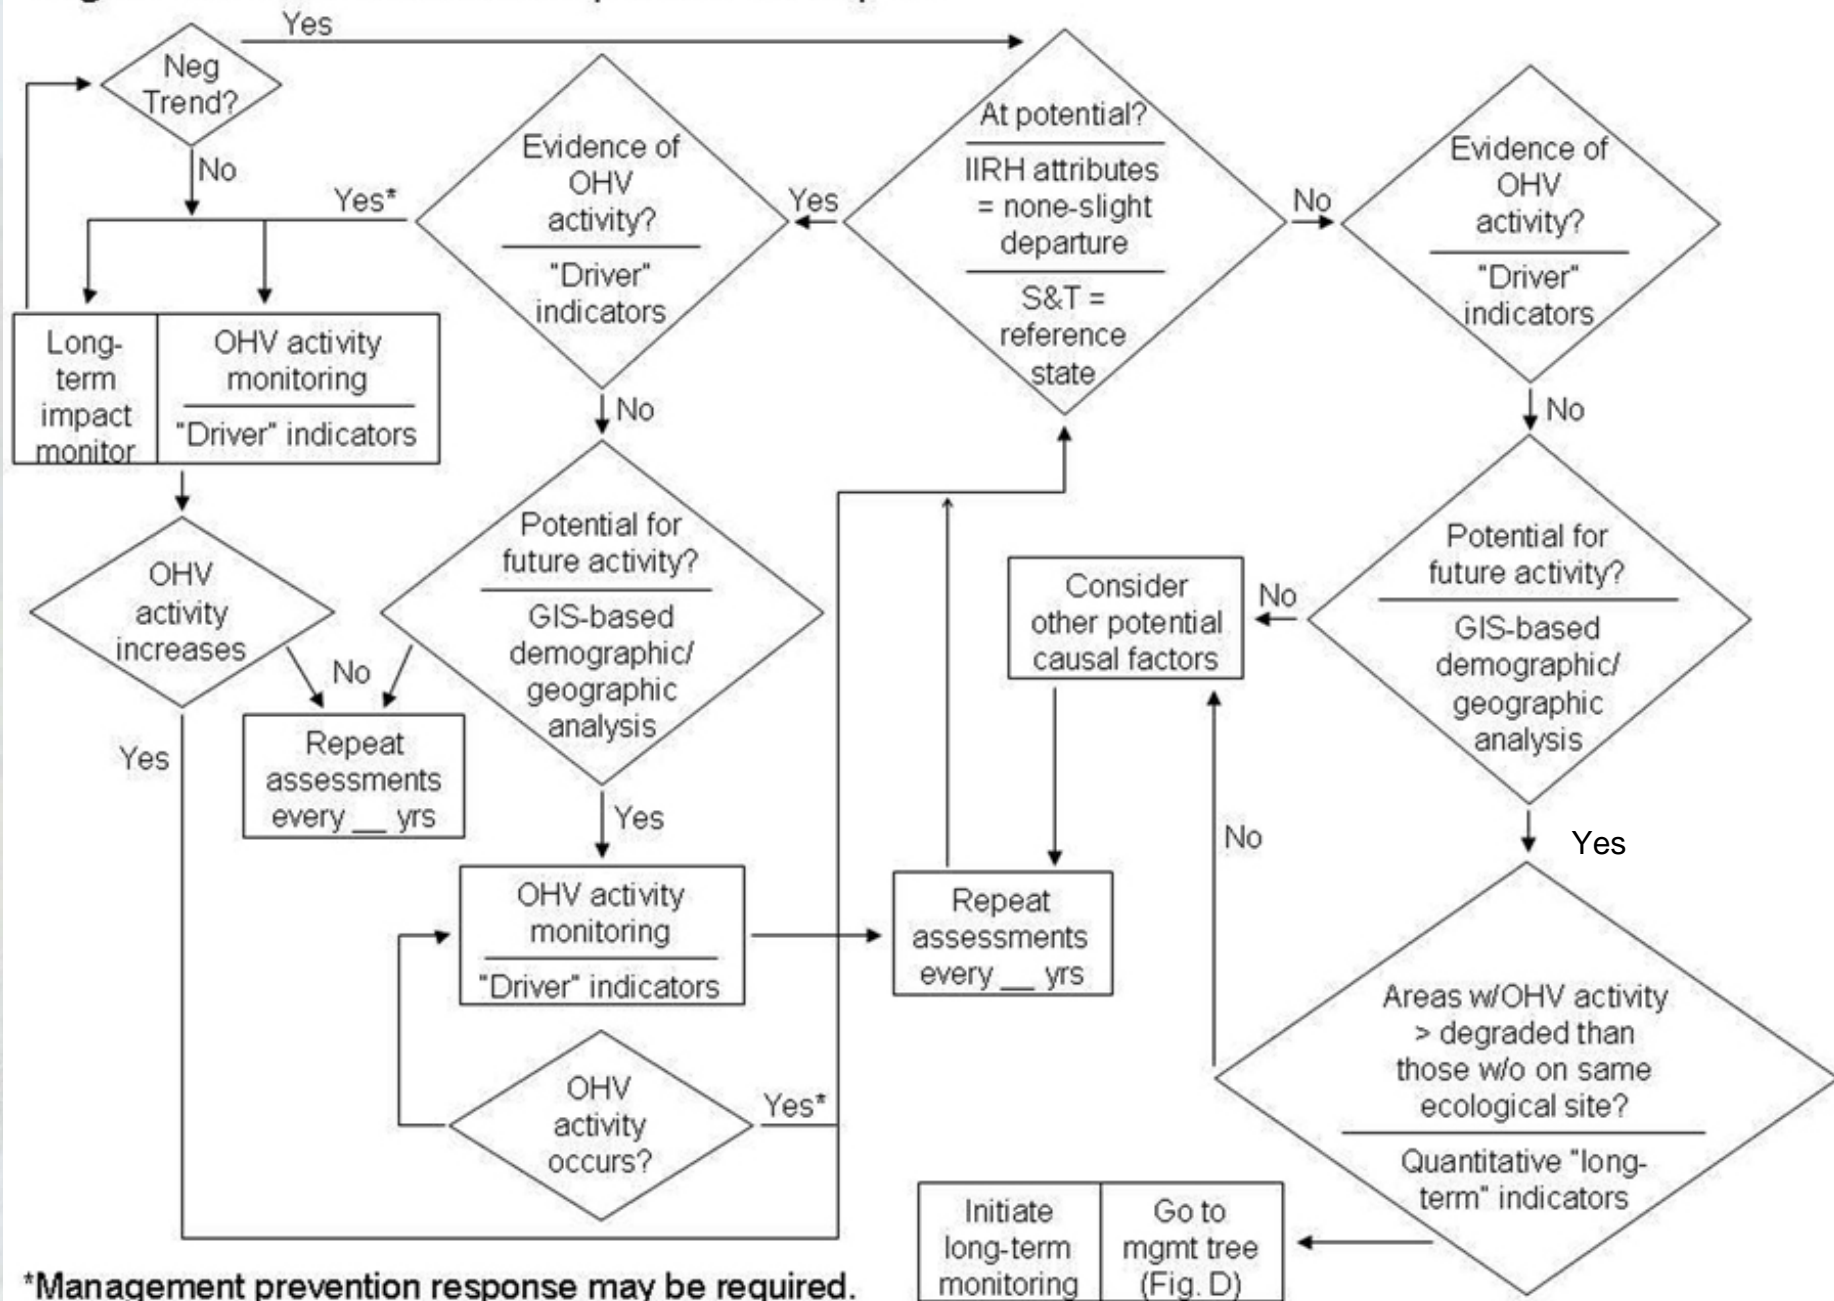 Yes
Neg
Trend?
No
Yes*
Evidence of
OHV
activity?
"Driver"
indicators
Yes
At potential?
IIRH attributes
= none-slight
departure
S&T =
reference
state
No
Evidence of
OHV
activity?
"Driver"
indicators
Long-
term
impact
monitor
OHV activity
monitoring
"Driver" indicators
No
No
OHV
activity
increases
No
Potential for
future activity?
GIS-based
demographic/
geographic
analysis
Consider
other potential
causal factors
No
Potential for
future activity?
GIS-based
demographic/
geographic
analysis
Yes
Repeat
assessments
every __ yrs
Yes
No
Yes
OHV activity
monitoring
"Driver" indicators
Repeat
assessments
every __ yrs
Areas w/OHV activity
> degraded than
those w/o on same
ecological site?
Quantitative "long-
term" indicators
OHV
activity
occurs?
Yes*
Initiate
long-term
monitoring
Go to
mgmt tree
(Fig. D)
*Management prevention response may be required.